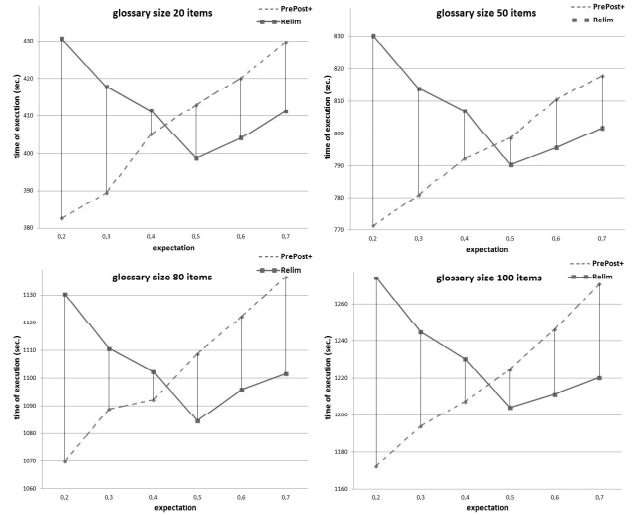 glossary size 20 items
PrePost+
Relim
time of execution (sec.)
430
420
410
400
390
380
0,2 0,3 0,4 0,5 0,6 0,7
expectation
glossary size 50 items
PrePost+
Relim
time of execution (sec.)
830
820
810
800
790
780
770
0,2 0,3 0,4 0,5 0,6 0,7
expectation
glossary size 80 items
PrePost+
Relim
time of execution (sec.)
1130
1120
1110
1100
1090
1080
1070
1060
0,2 0,3 0,4 0,5 0,6 0,7
expectation
glossary size 100 items
PrePost+
Relim
time of execution (sec.)
1260
1240
1220
1200
1180
1160
0,2 0,3 0,4 0,5 0,6 0,7
expectation